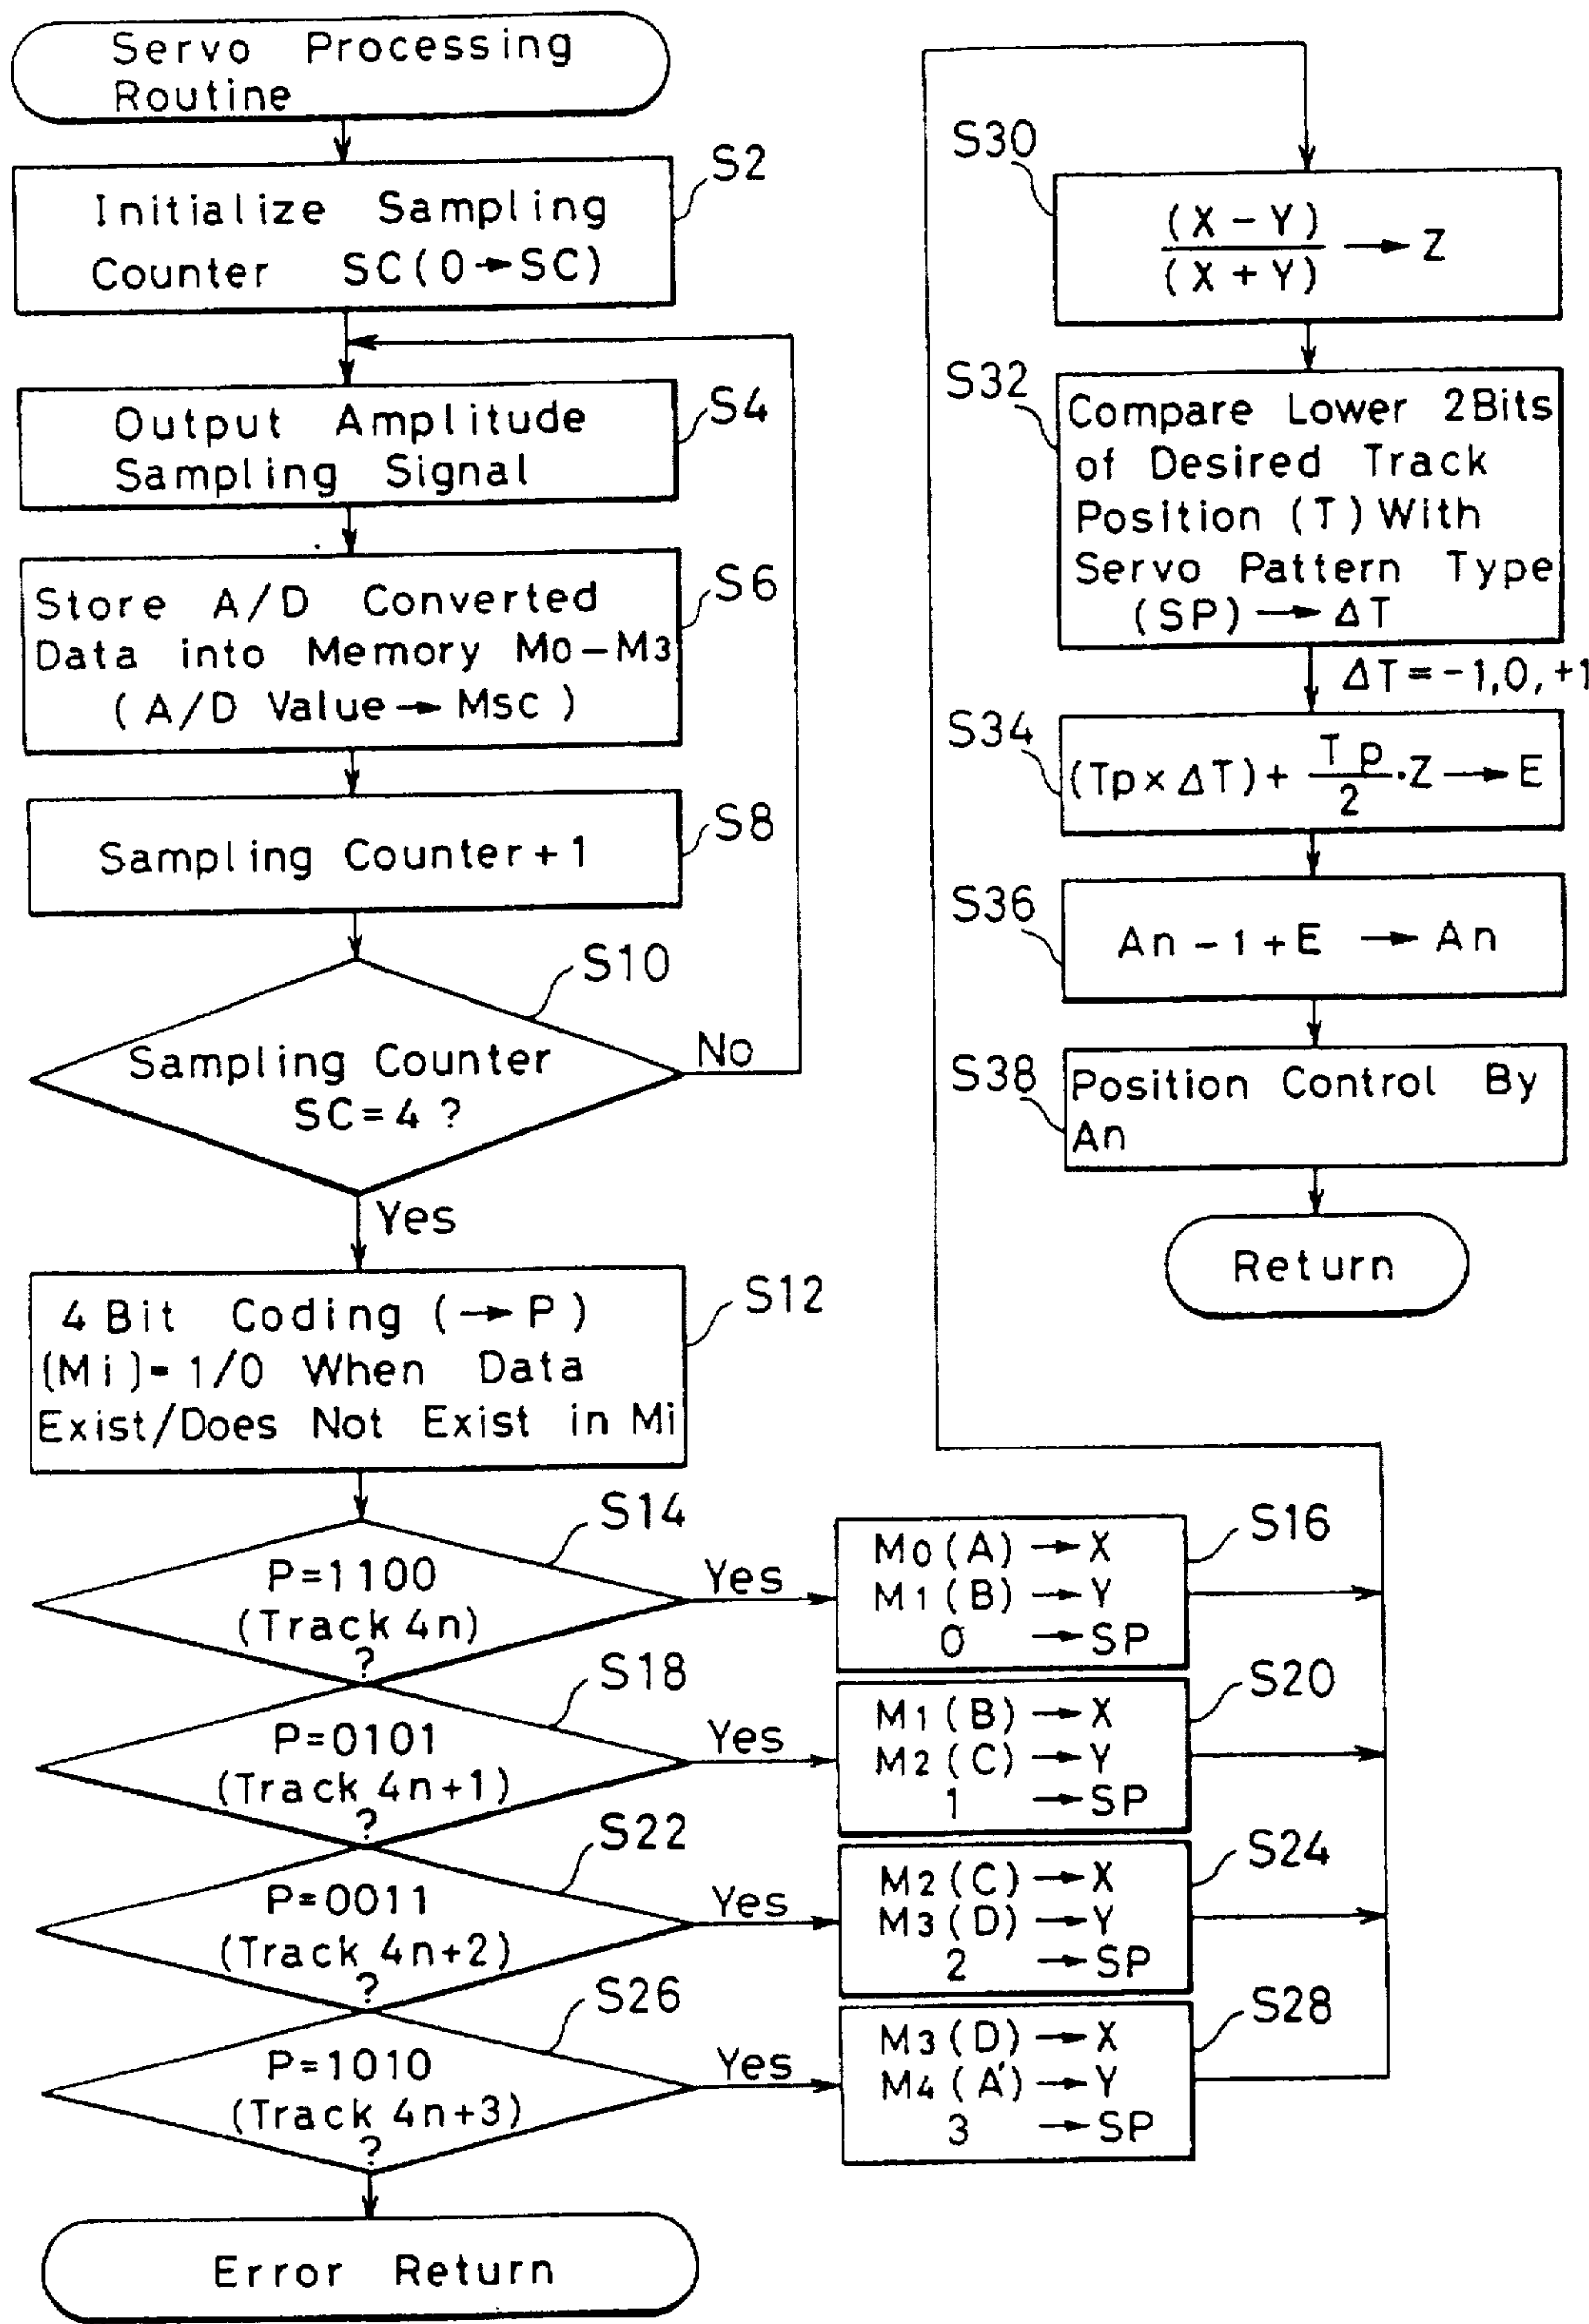 Servo Processing
Routine
S2
Initialize Sampling
Counter SC(0→SC)
S4
Output Amplitude
Sampling Signal
S6
Store A/D Converted
Data into Memory M0-M3
(A/D Value→MSC)
S8
Sampling Counter+1
S10
Sampling Counter
SC=4 ?
No
Yes
S12
4 Bit Coding (→P)
(Mi)=1/0 When Data
Exist/Does Not Exist in Mi
S14
P=1100
(Track 4n)
?
Yes
S16
M0(A)→X
M1(B)→Y
0 →SP
S18
P=0101
(Track 4n+1)
?
Yes
S20
M1(B)→X
M2(C)→Y
1 →SP
S22
P=0011
(Track 4n+2)
?
Yes
S24
M2(C)→X
M3(D)→Y
2 →SP
S26
P=1010
(Track 4n+3)
?
Yes
S28
M3(D)→X
M4(A')→Y
3 →SP
Error Return
S30
(X-Y)
(X+Y) → Z
S32
Compare Lower 2Bits
of Desired Track
Position (T) With
Servo Pattern Type
(SP)→ΔT
ΔT=-1,0,+1
S34
(Tp×ΔT)+ Tp/2·Z→E
S36
An-1+E →An
S38
Position Control By
An
Return